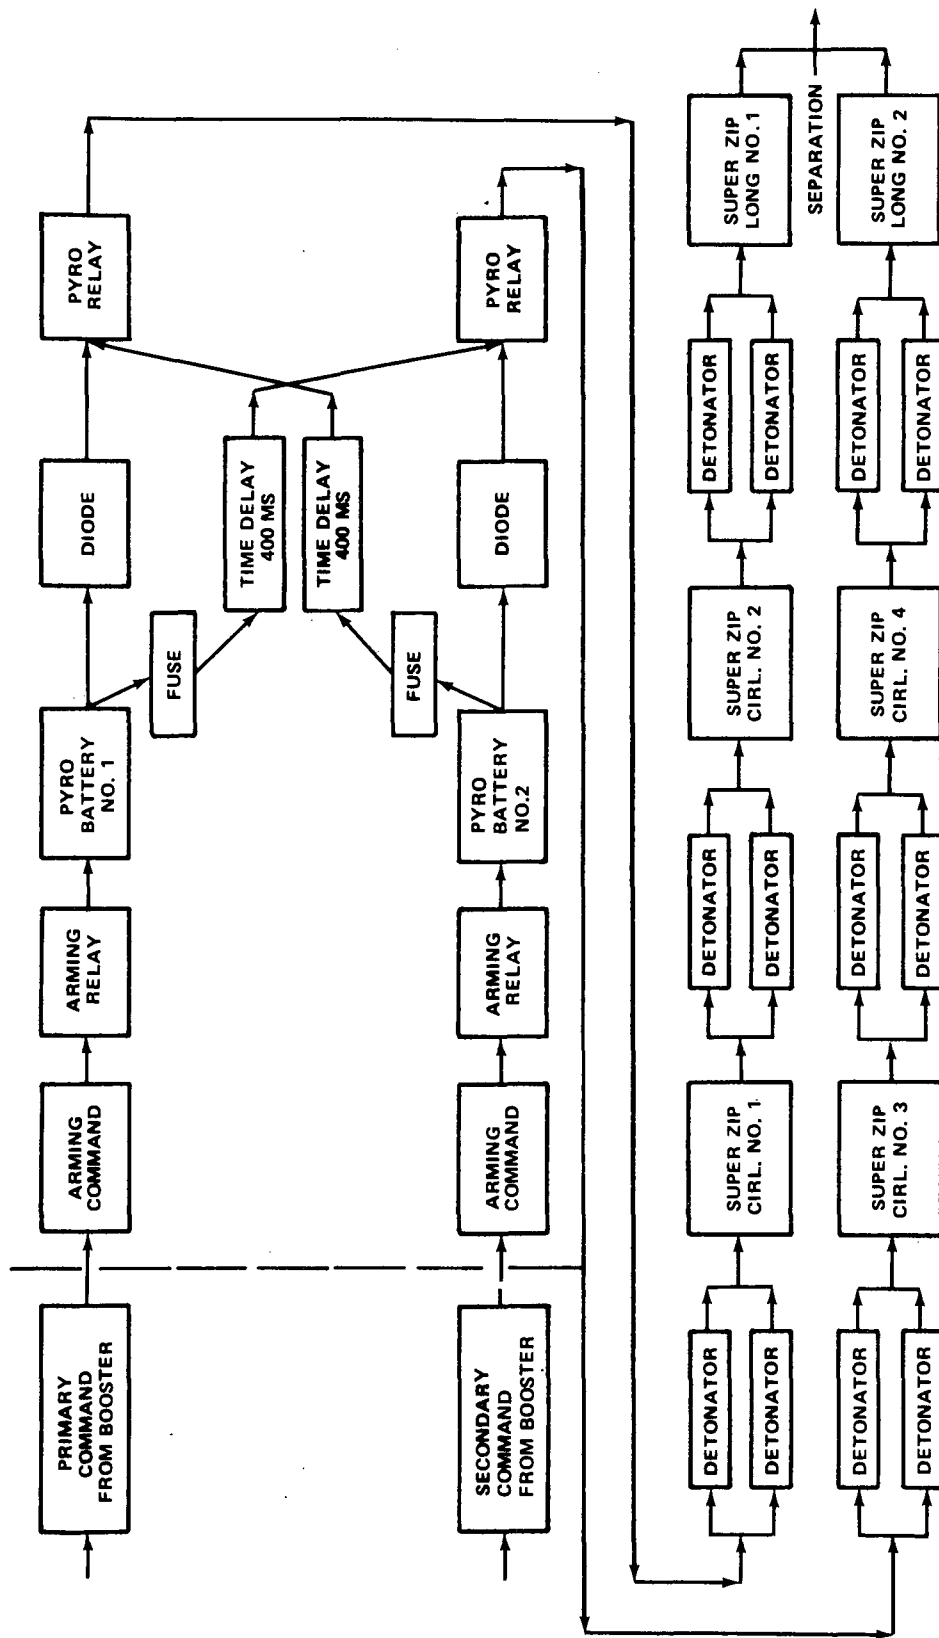 PRIMARY
COMMAND
FROM BOOSTER
ARMING
COMMAND
ARMING
RELAY
PYRO
BATTERY
NO. 1
DIODE
PYRO
RELAY
FUSE
TIME DELAY
400 MS
TIME DELAY
400 MS
FUSE
SECONDARY
COMMAND
FROM BOOSTER
ARMING
COMMAND
ARMING
RELAY
PYRO
BATTERY
NO.2
DIODE
PYRO
RELAY
DETONATOR
DETONATOR
SUPER ZIP
CIRL. NO. 1
DETONATOR
DETONATOR
SUPER ZIP
CIRL. NO. 2
DETONATOR
DETONATOR
SUPER ZIP
LONG NO. 1
SEPARATION
DETONATOR
DETONATOR
SUPER ZIP
CIRL. NO. 3
DETONATOR
DETONATOR
SUPER ZIP
CIRL. NO. 4
DETONATOR
DETONATOR
SUPER ZIP
LONG NO. 2